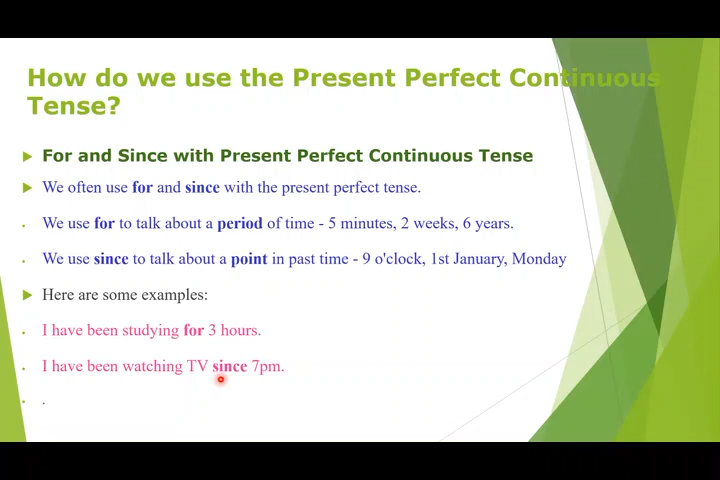 How do we use the Present Perfect Continuous
Tense?
For and Since with Present Perfect Continuous Tense
We often use for and since with the present perfect tense.
We use for to talk about a period of time - 5 minutes, 2 weeks, 6 years.
We use since to talk about a point in past time - 9 o'clock, 1st January, Monday
Here are some examples:
I have been studying for 3 hours.
I have been watching TV since 7pm.
.